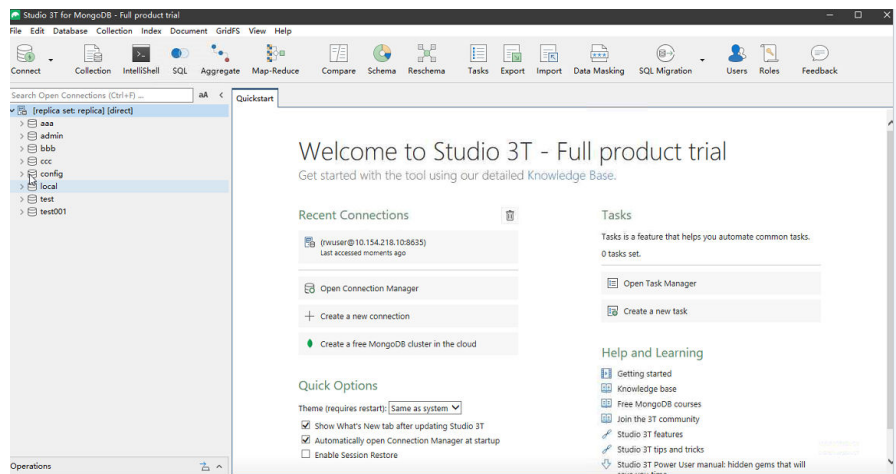 Studio 3T for MongoDB - Full product trial
File Edit Database Collection Index Document GridFS View Help
Connect Collection IntelliShell SQL Aggregate Map-Reduce Compare Schema Reschema Tasks Export Import Data Masking SQL Migration Users Roles Feedback
Search Open Connections (Ctrl+F) ... aA
Quickstart
[replica set: replica] [direct]
aaa
admin
bbb
ccc
config
local
test
test001
Welcome to Studio 3T - Full product trial
Get started with the tool using our detailed Knowledge Base.
Recent Connections
(rwuser@10.154.218.10:8635)
Last accessed moments ago
Open Connection Manager
Create a new connection
Create a free MongoDB cluster in the cloud
Quick Options
Theme (requires restart): Same as system
Show What's New tab after updating Studio 3T
Automatically open Connection Manager at startup
Enable Session Restore
Tasks
Tasks is a feature that helps you automate common tasks.
0 tasks set.
Open Task Manager
Create a new task
Help and Learning
Getting started
Knowledge base
Free MongoDB courses
Join the 3T community
Studio 3T features
Studio 3T tips and tricks
Studio 3T Power User manual: hidden gems that will
Operations